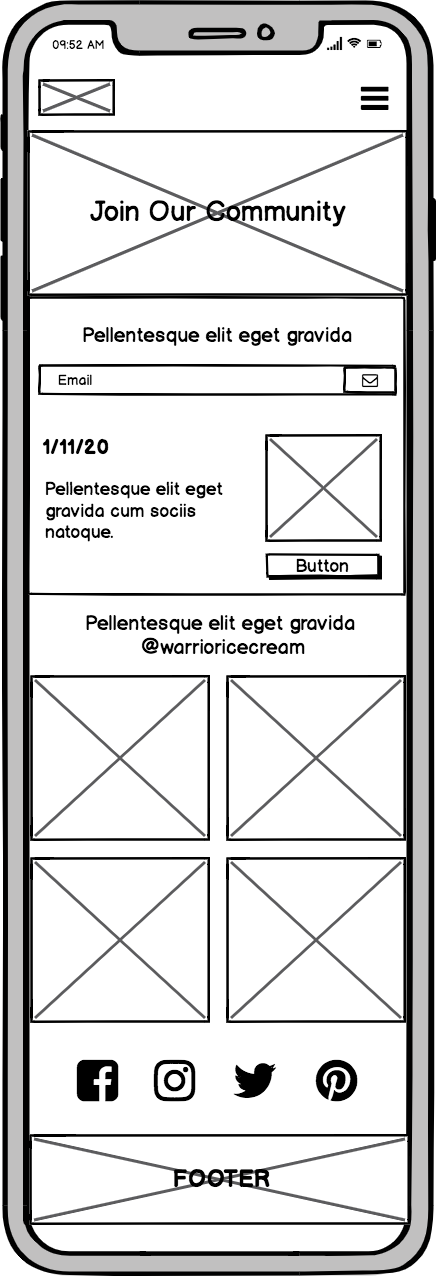 09:52 AM
Join Our Community
Pellentesque elit eget gravida
Email
1/11/20
Pellentesque elit eget
gravida cum sociis
natoque.
Button
Pellentesque elit eget gravida
@warrioricecream
FOOTER